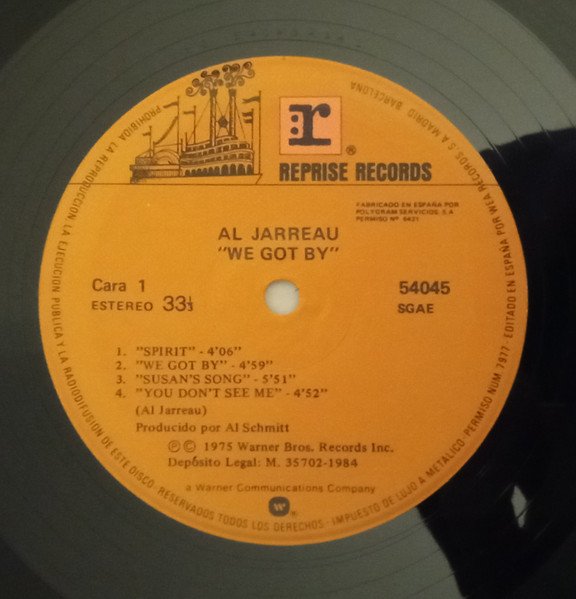 r
®
REPRISE RECORDS
FABRICADO EN ESPAÑA POR
POLYGRAM SERVICIOS, S.A
PERMISO Nº 6431
AL JARREAU
"WE GOT BY"
Cara 1
ESTEREO 33⅓
54045
SGAE
1. "SPIRIT" - 4'06"
2. "WE GOT BY" - 4'59"
3. "SUSAN'S SONG" - 5'51"
4. "YOU DON'T SEE ME" - 4'52"
(Al Jarreau)
Producido por Al Schmitt
Ⓟ © 1975 Warner Bros. Records Inc.
Depósito Legal: M. 35702-1984
a Warner Communications Company
W ®
PROHIBIDA LA REPRODUCCION, LA EJECUCION PUBLICA Y LA RADIODIFUSION DE ESTE DISCO · RESERVADOS TODOS LOS DERECHOS · IMPUESTO DE LUJO A METALICO · PERMISO NUM 7977 · EDITADO EN ESPAÑA POR WEA RECORDS, S.A MADRID BARCELONA